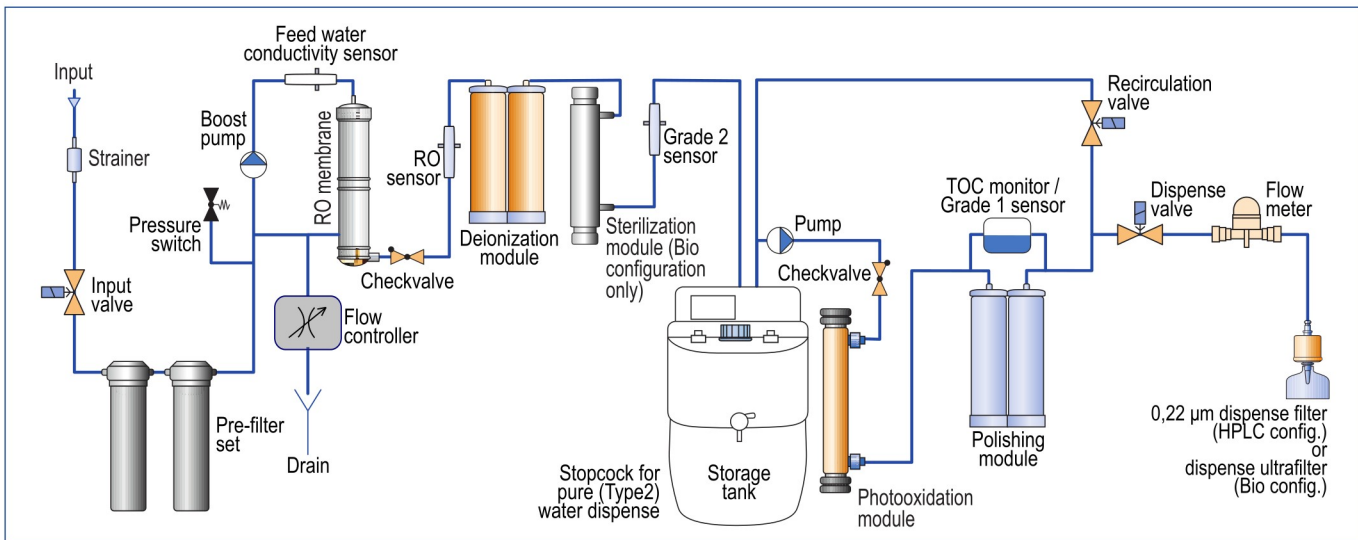 Input
Strainer
Pressure
switch
Input
valve
Pre-filter
set
Boost
pump
Feed water
conductivity sensor
RO membrane
Checkvalve
Flow
controller
Drain
RO
sensor
Deionization
module
Sterilization
module (Bio
configuration
only)
Grade 2
sensor
Stopcock for
pure (Type2)
water dispense
Storage
tank
Pump
Checkvalve
Photooxidation
module
TOC monitor /
Grade 1 sensor
Polishing
module
Recirculation
valve
Dispense
valve
Flow
meter
0,22 µm dispense filter
(HPLC config.)
or
dispense ultrafilter
(Bio config.)